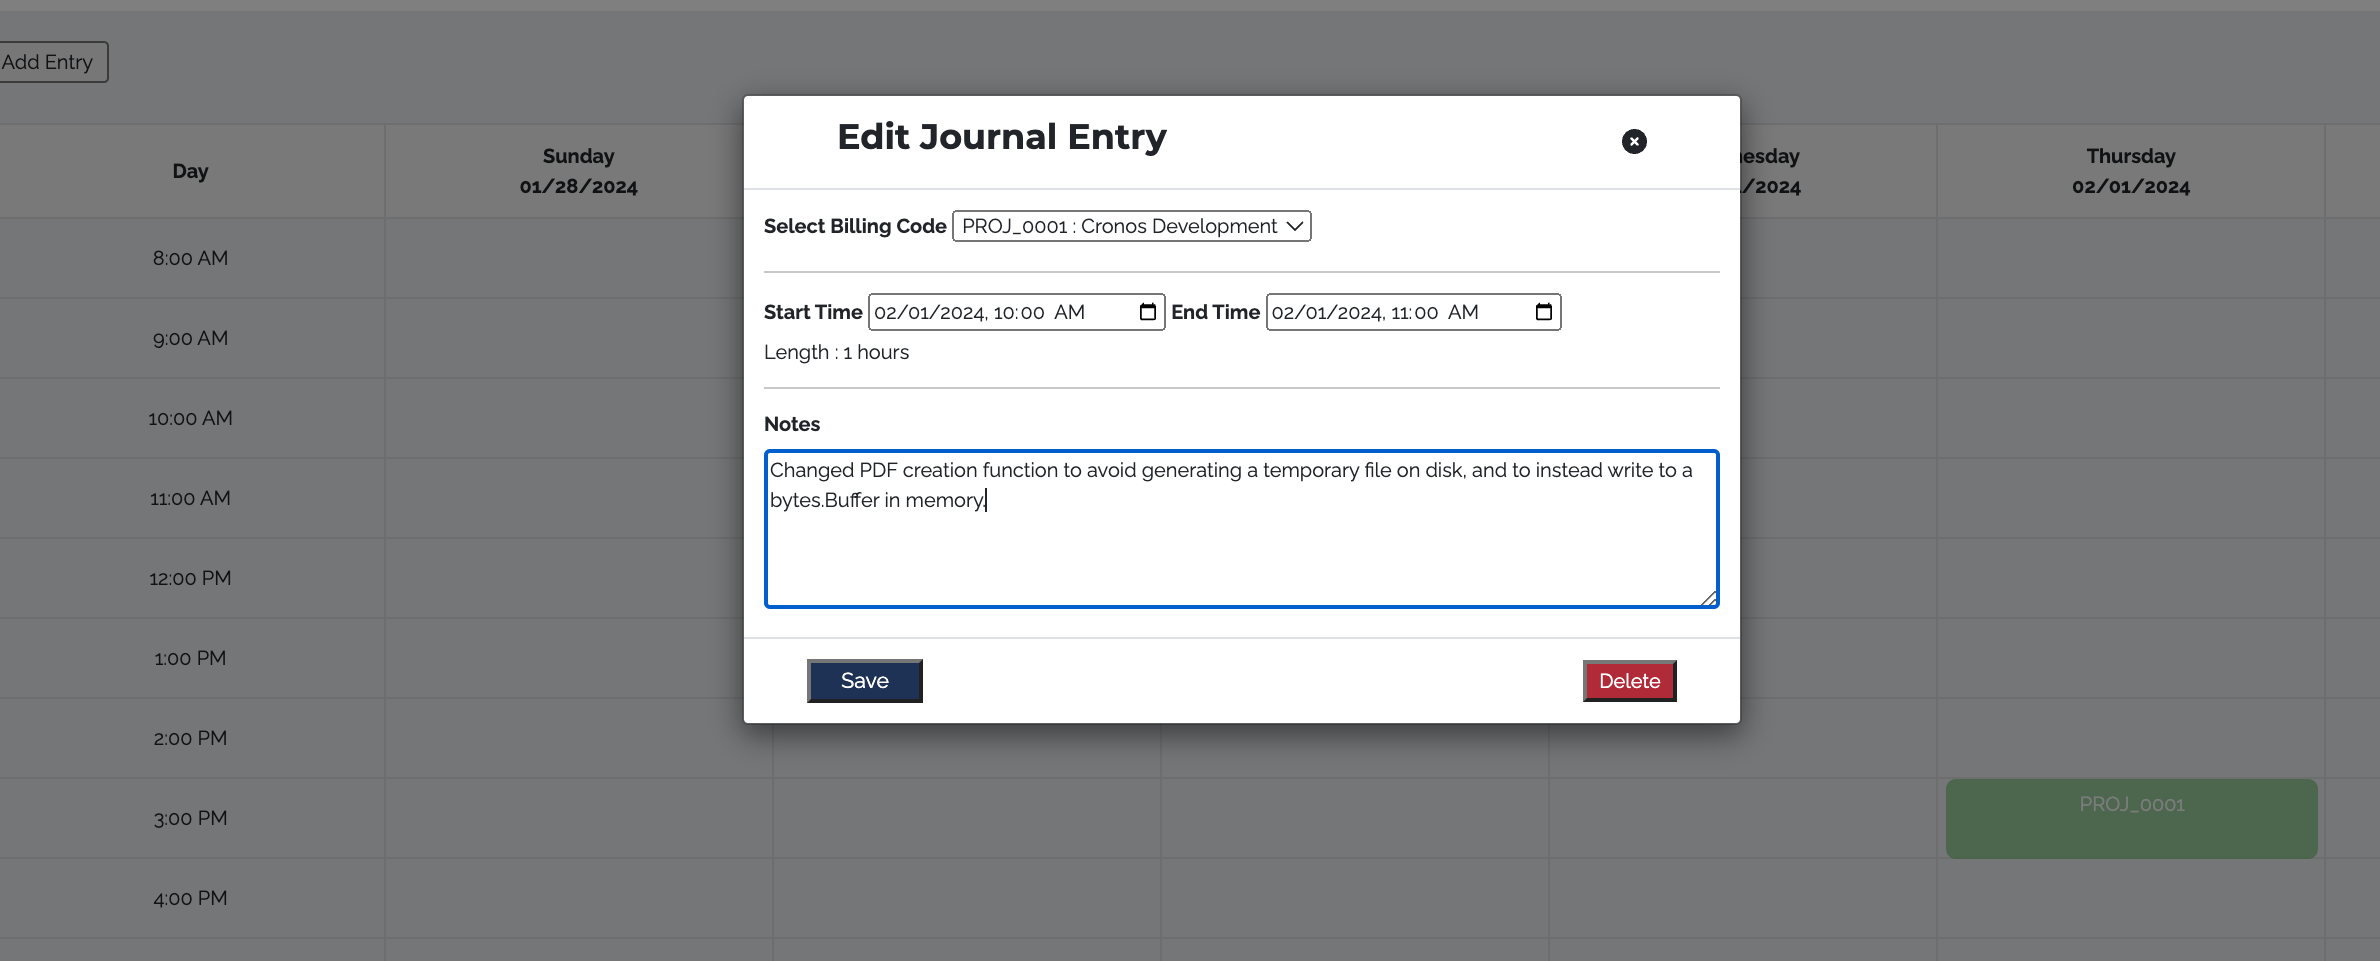 Add Entry
Edit Journal Entry
Day
Sunday
01/28/2024
esday
/2024
Thursday
02/01/2024
Select Billing Code PROJ_0001 : Cronos Development
8:00 AM
Start Time 02/01/2024, 10:00 AM End Time 02/01/2024, 11:00 AM
9:00 AM
Length : 1 hours
10:00 AM
Notes
Changed PDF creation function to avoid generating a temporary file on disk, and to instead write to a
bytes.Buffer in memory.
11:00 AM
12:00 PM
1:00 PM
Save
Delete
2:00 PM
3:00 PM
PROJ_0001
4:00 PM